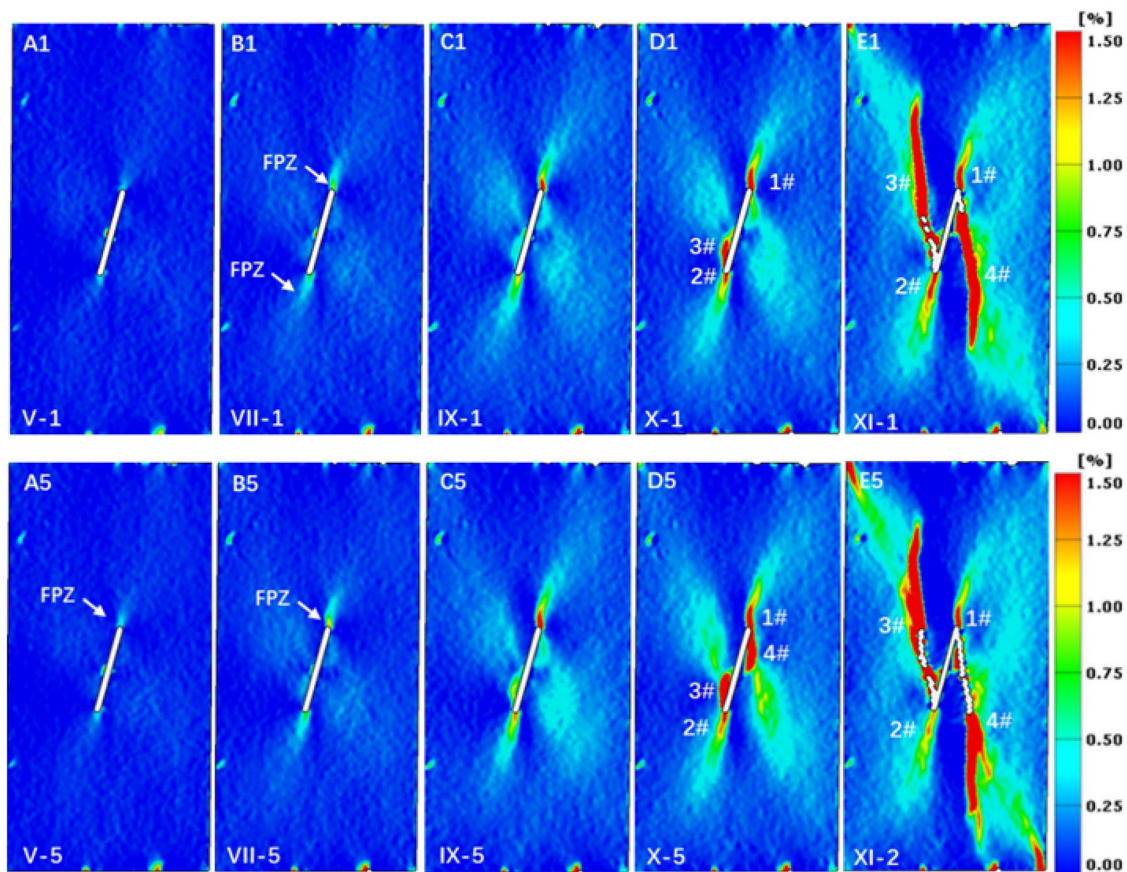 [%]
A1 B1 C1 D1 E1
1.50
1.25
FPZ
1.00
1# 3# 1#
0.75
3#
FPZ 2# 2# 4#
0.50
0.25
V-1 VII-1 IX-1 X-1 XI-1
0.00
[%]
A5 B5 C5 D5 E5
1.50
1.25
FPZ FPZ
1.00
1# 3# 1#
4#
0.75
3#
2# 2# 4#
0.50
0.25
V-5 VII-5 IX-5 X-5 XI-2
0.00